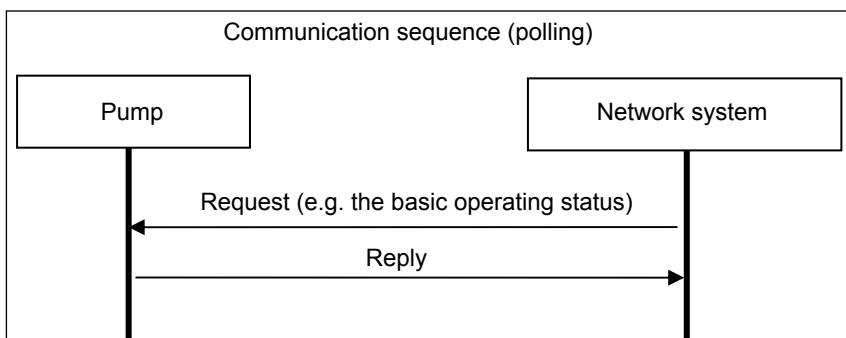 Communication sequence (polling)
Pump
Network system
Request (e.g. the basic operating status)
Reply